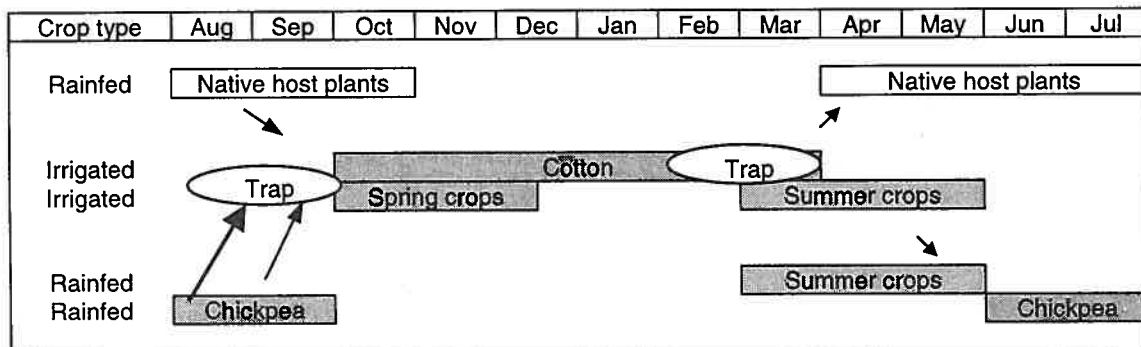 Crop type Aug Sep Oct Nov Dec Jan Feb Mar Apr May Jun Jul
Rainfed Native host plants Native host plants
Irrigated Cotton Trap
Irrigated Trap Spring crops Summer crops
Rainfed Summer crops
Rainfed Chickpea Chickpea